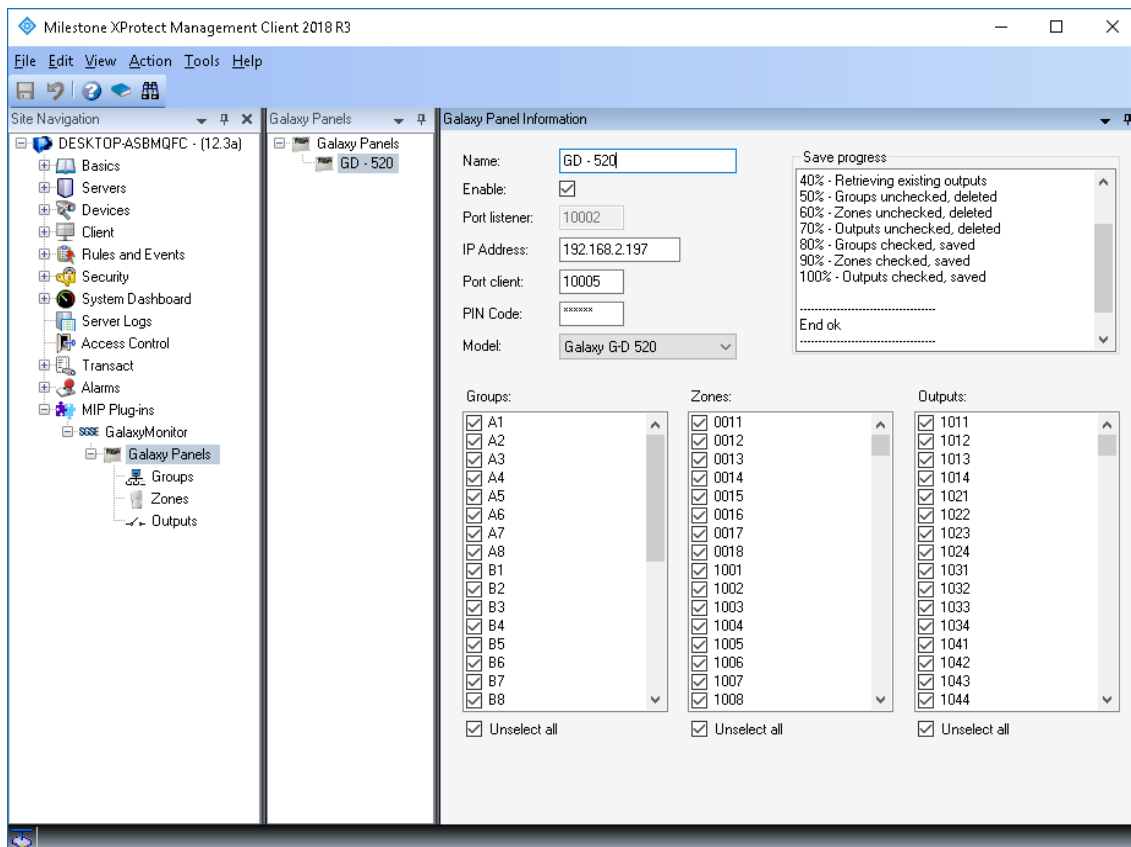 Milestone XProtect Management Client 2018 R3
File Edit View Action Tools Help
Site Navigation
DESKTOP-ASBMQFC - (12.3a)
Basics
Servers
Devices
Client
Rules and Events
Security
System Dashboard
Server Logs
Access Control
Transact
Alarms
MIP Plug-ins
SGSE GalaxyMonitor
Galaxy Panels
Groups
Zones
Outputs
Galaxy Panels
Galaxy Panels
GD - 520
Galaxy Panel Information
Name: GD - 520
Enable:
Port listener: 10002
IP Address: 192.168.2.197
Port client: 10005
PIN Code: ××××××
Model: Galaxy G-D 520
Save progress
40% - Retrieving existing outputs
50% - Groups unchecked, deleted
60% - Zones unchecked, deleted
70% - Outputs unchecked, deleted
80% - Groups checked, saved
90% - Zones checked, saved
100% - Outputs checked, saved
------------------------------------
End ok
------------------------------------
Groups:
A1
A2
A3
A4
A5
A6
A7
A8
B1
B2
B3
B4
B5
B6
B7
B8
Unselect all
Zones:
0011
0012
0013
0014
0015
0016
0017
0018
1001
1002
1003
1004
1005
1006
1007
1008
Unselect all
Outputs:
1011
1012
1013
1014
1021
1022
1023
1024
1031
1032
1033
1034
1041
1042
1043
1044
Unselect all